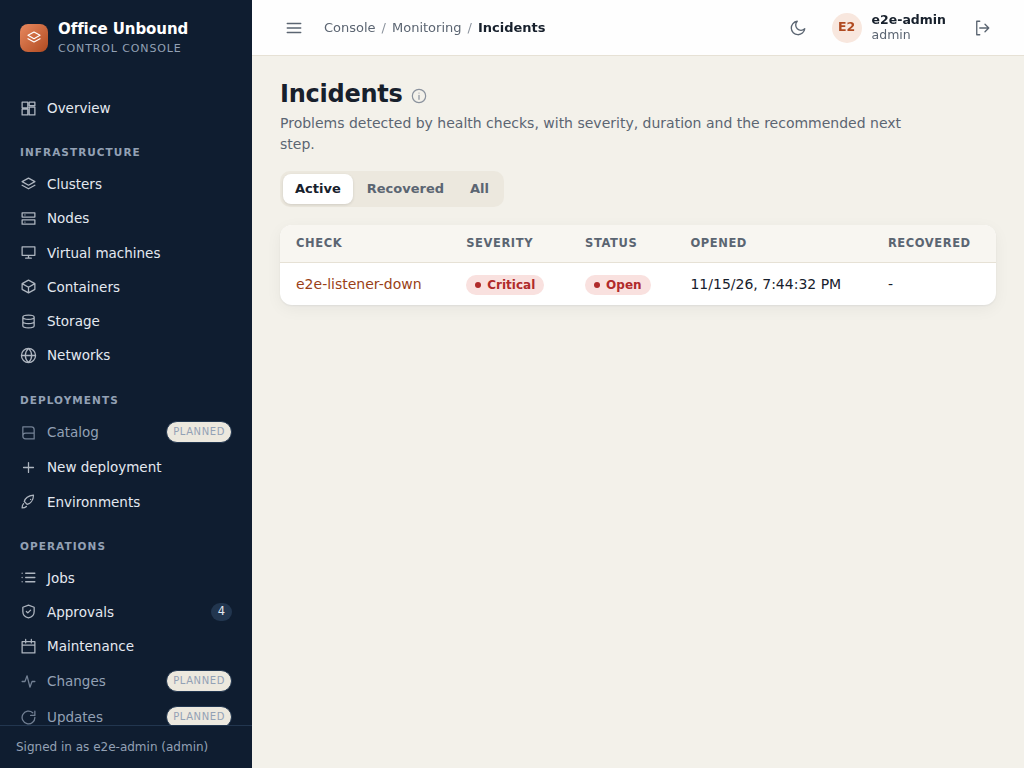 Office Unbound
CONTROL CONSOLE
Overview
INFRASTRUCTURE
Clusters
Nodes
Virtual machines
Containers
Storage
Networks
DEPLOYMENTS
Catalog PLANNED
New deployment
Environments
OPERATIONS
Jobs
Approvals 4
Maintenance
Changes PLANNED
Updates PLANNED
Signed in as e2e-admin (admin)
Console / Monitoring / Incidents
E2 e2e-admin
admin
Incidents
Problems detected by health checks, with severity, duration and the recommended next
step.
Active Recovered All
CHECK SEVERITY STATUS OPENED RECOVERED
e2e-listener-down Critical Open 11/15/26, 7:44:32 PM -